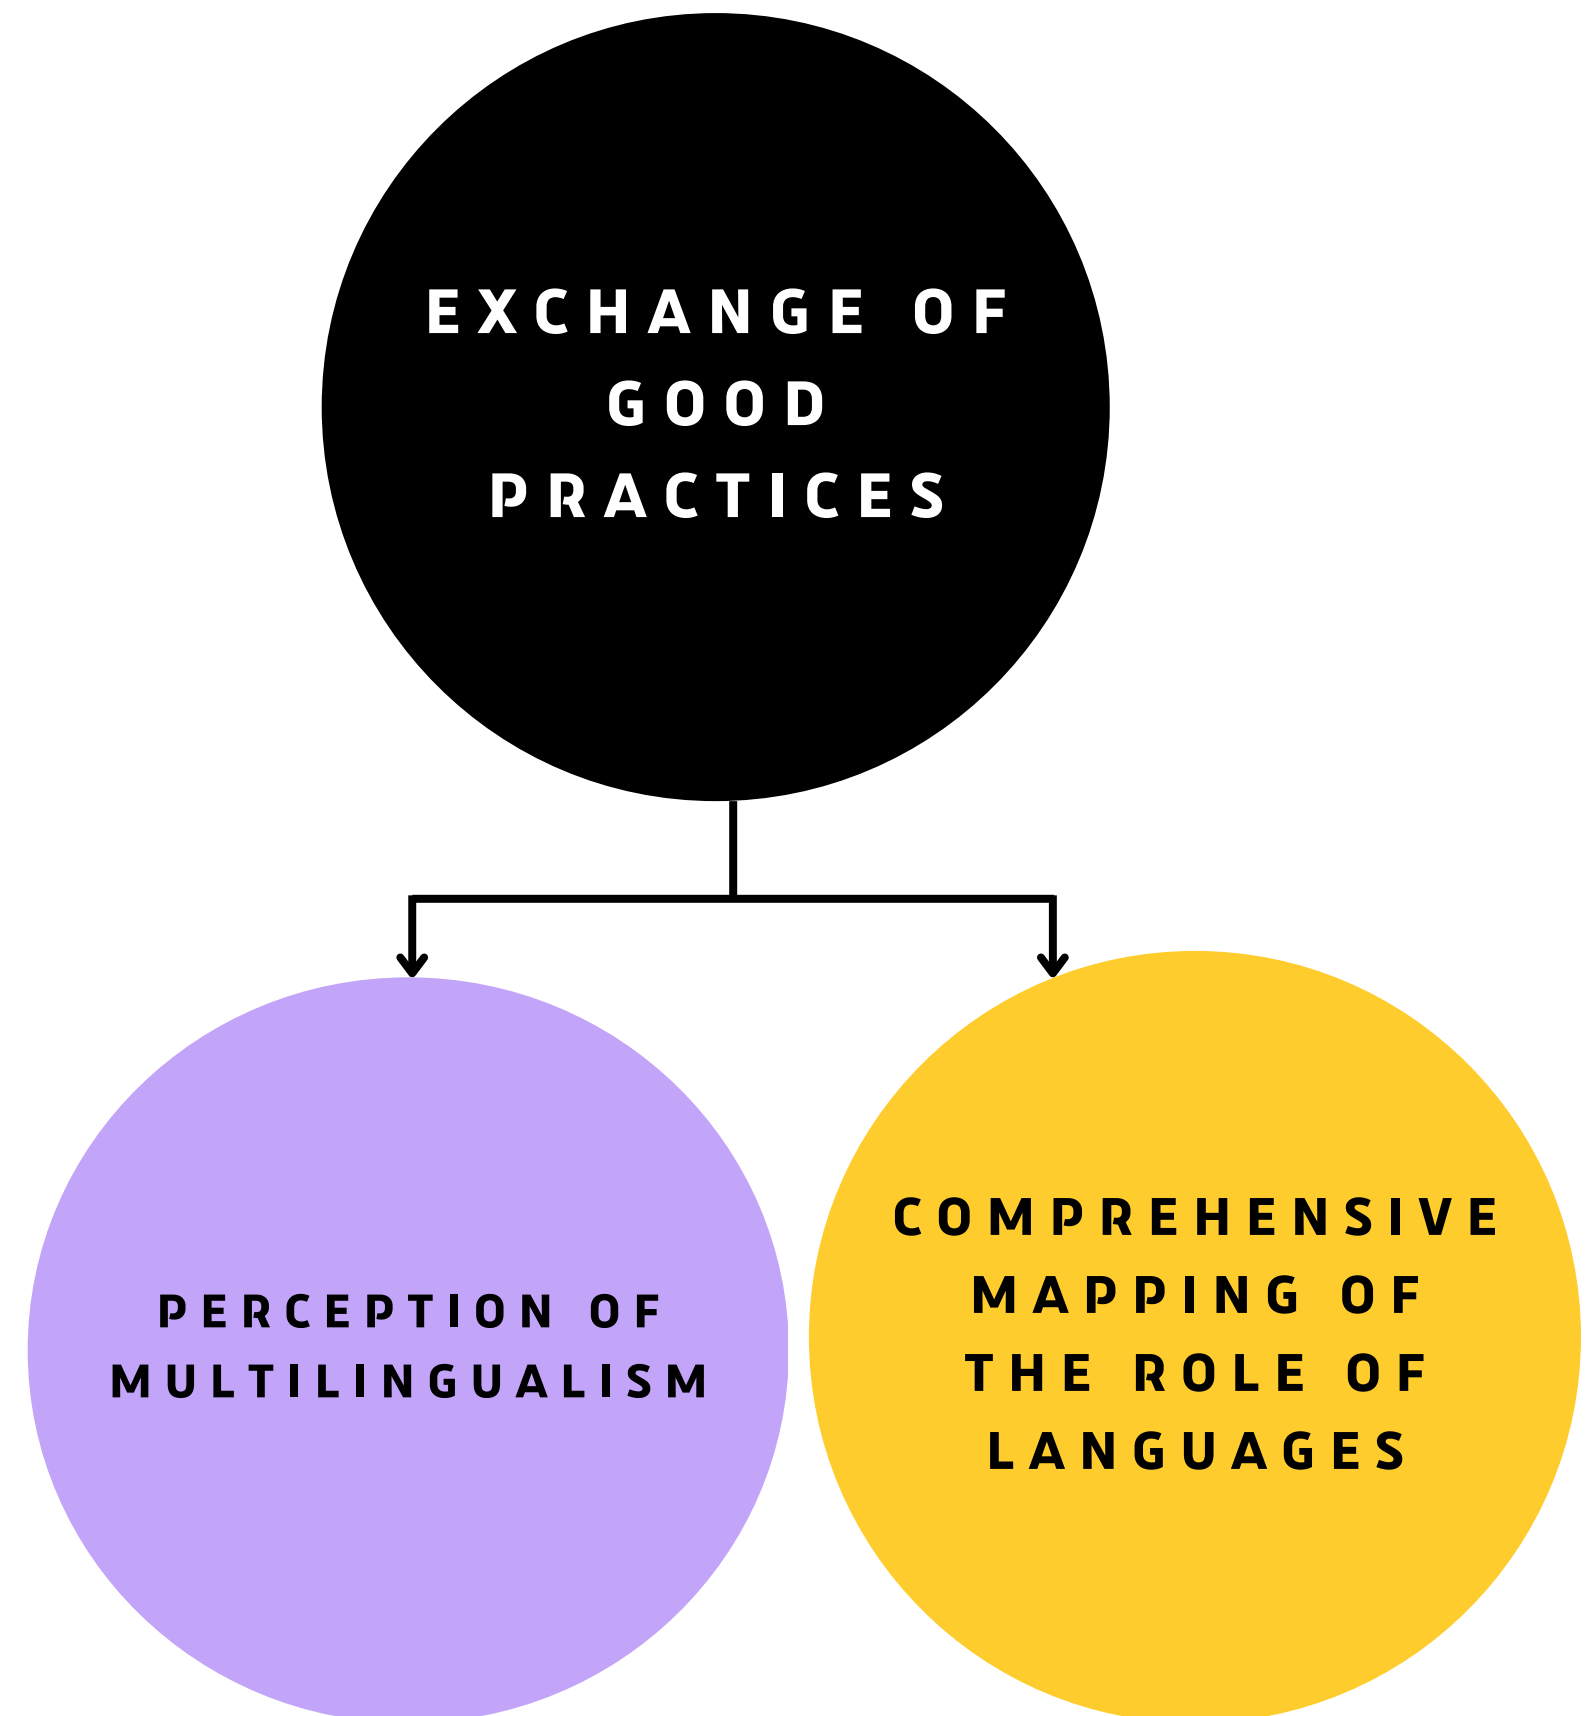 EXCHANGE OF
GOOD
PRACTICES
PERCEPTION OF
MULTILINGUALISM
COMPREHENSIVE
MAPPING OF
THE ROLE OF
LANGUAGES